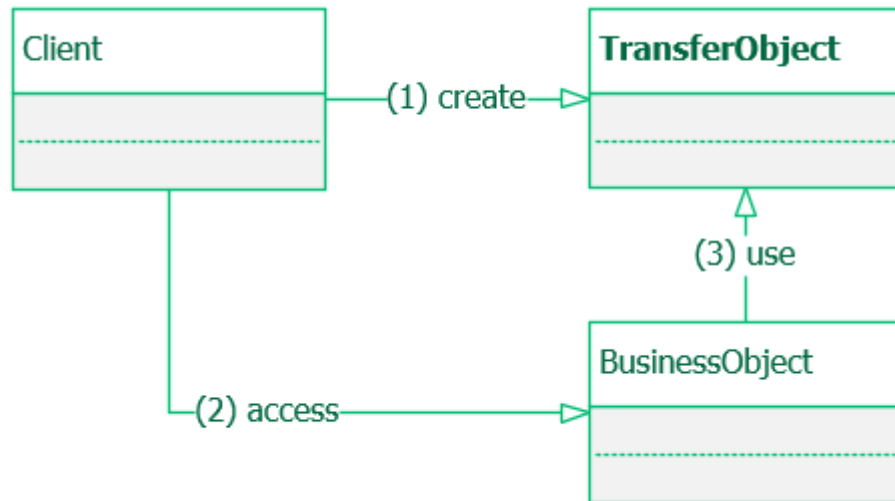 Client
TransferObject
(1) create
(3) use
BusinessObject
(2) access